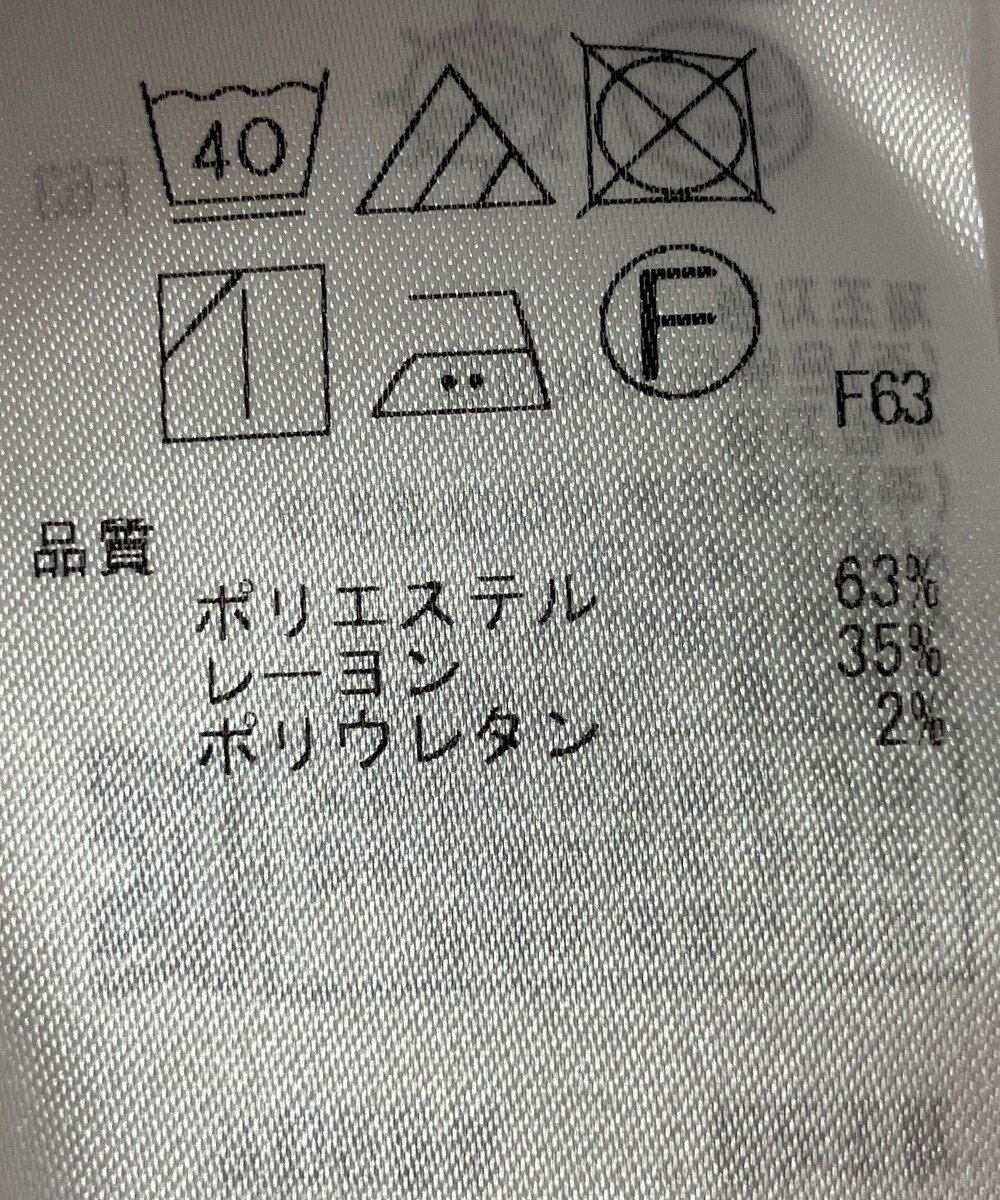 40
F
F63
品質
ポリエステル 63%
レーヨン 35%
ポリウレタン 2%